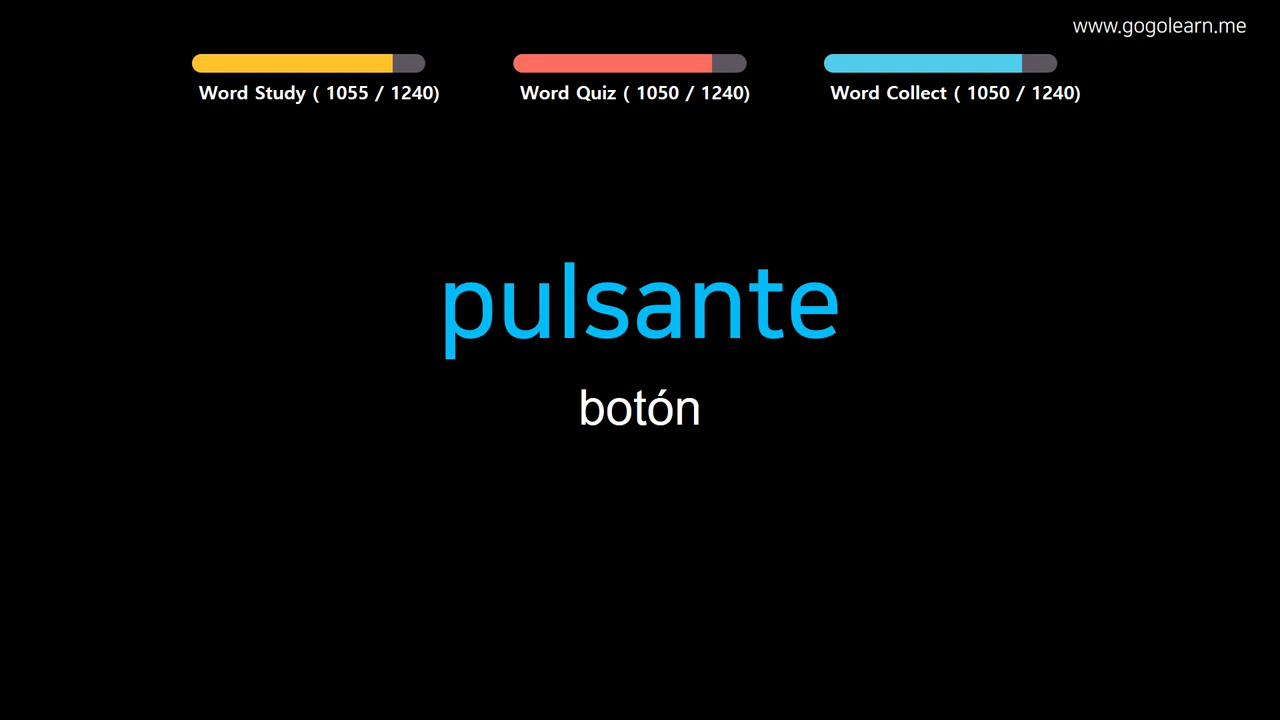 www.gogolearn.me
Word Study ( 1055 / 1240)
Word Quiz ( 1050 / 1240)
Word Collect ( 1050 / 1240)
pulsante
botón